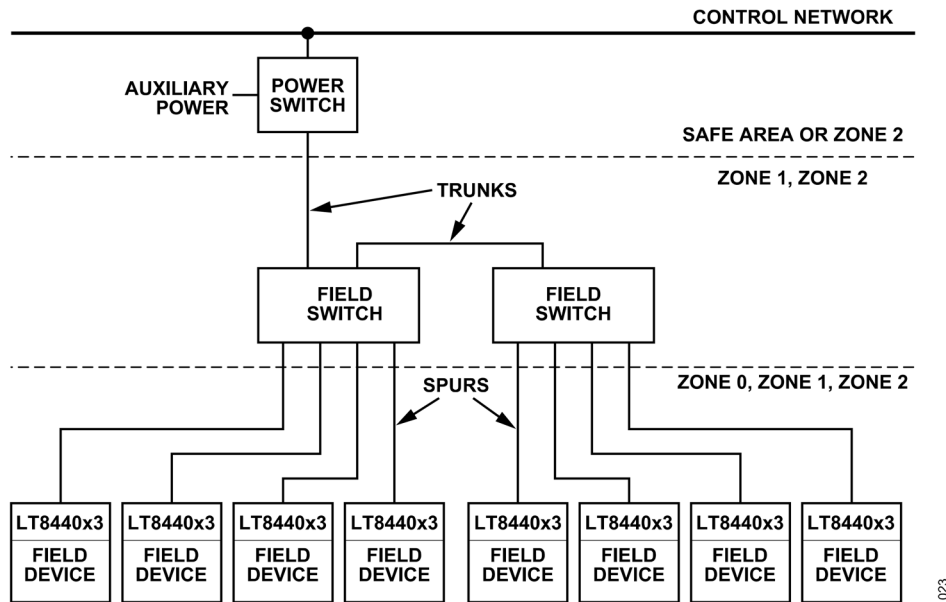 CONTROL NETWORK
AUXILIARY
POWER
POWER
SWITCH
SAFE AREA OR ZONE 2
ZONE 1, ZONE 2
TRUNKS
FIELD
SWITCH
FIELD
SWITCH
ZONE 0, ZONE 1, ZONE 2
SPURS
LT8440x3
FIELD
DEVICE
LT8440x3
FIELD
DEVICE
LT8440x3
FIELD
DEVICE
LT8440x3
FIELD
DEVICE
LT8440x3
FIELD
DEVICE
LT8440x3
FIELD
DEVICE
LT8440x3
FIELD
DEVICE
LT8440x3
FIELD
DEVICE
023